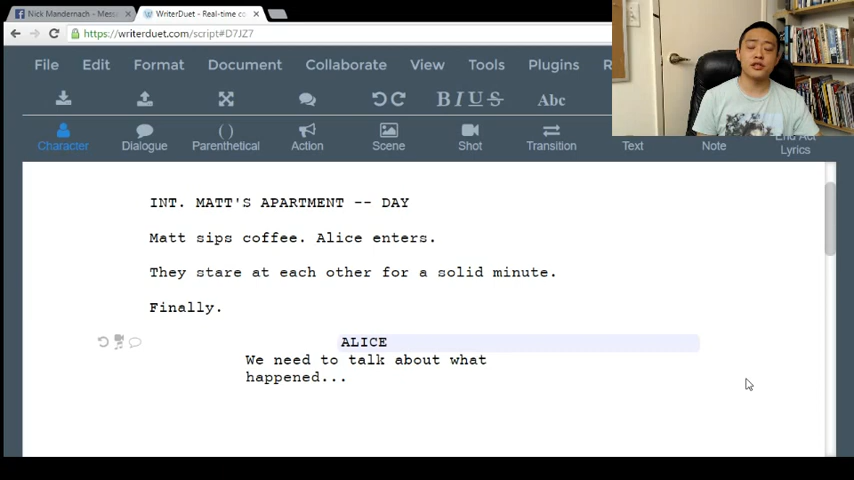 Nick Mandernach - Mess
WriterDuet - Real-time co
https://writerduet.com/script#D7JZ7
File Edit Format Document Collaborate View Tools Plugins R
B I U S Abc
Character Dialogue Parenthetical Action Scene Shot Transition Text Note End Act
Lyrics
INT. MATT'S APARTMENT -- DAY
Matt sips coffee. Alice enters.
They stare at each other for a solid minute.
Finally.
ALICE
We need to talk about what
happened...